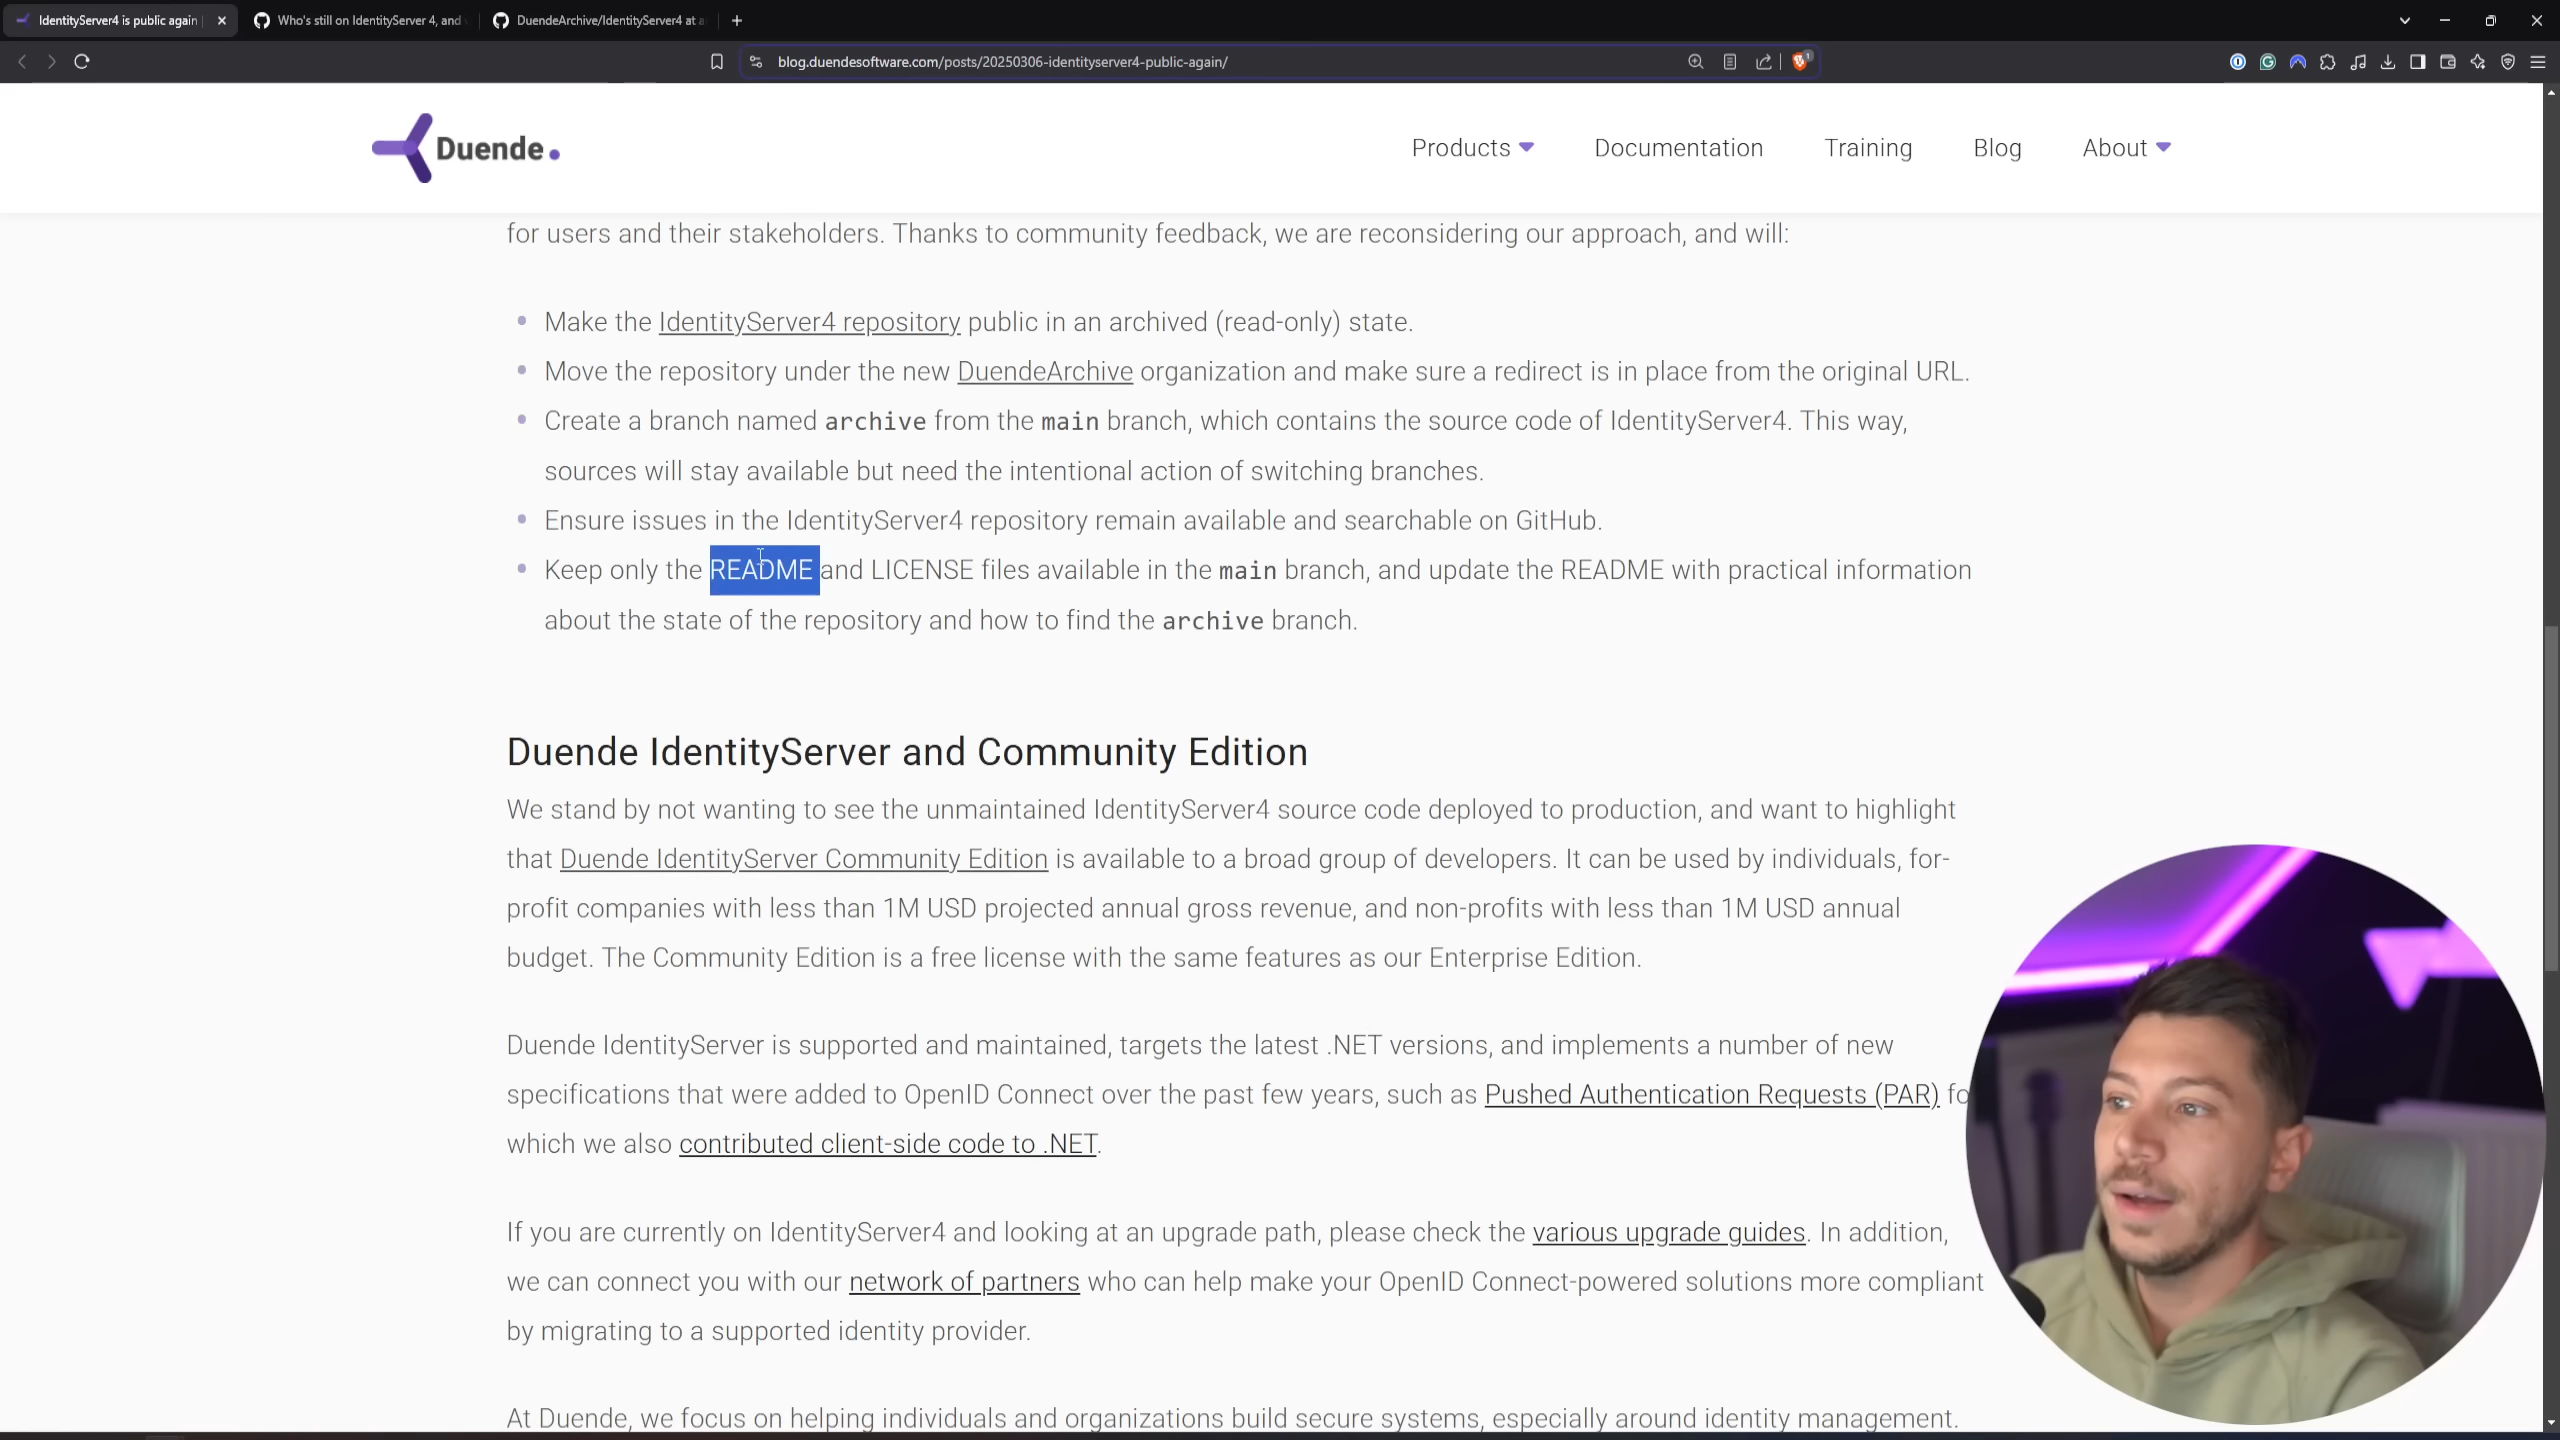 IdentityServer4 is public again
Who's still on IdentityServer 4, and
DuendeArchive/IdentityServer4 at a
blog.duendesoftware.com/posts/20250306-identityserver4-public-again/
1
Duende.
Products
Documentation
Training
Blog
About
for users and their stakeholders. Thanks to community feedback, we are reconsidering our approach, and will:
• Make the IdentityServer4 repository public in an archived (read-only) state.
• Move the repository under the new DuendeArchive organization and make sure a redirect is in place from the original URL.
• Create a branch named archive from the main branch, which contains the source code of IdentityServer4. This way,
sources will stay available but need the intentional action of switching branches.
• Ensure issues in the IdentityServer4 repository remain available and searchable on GitHub.
• Keep only the README and LICENSE files available in the main branch, and update the README with practical information
about the state of the repository and how to find the archive branch.
Duende IdentityServer and Community Edition
We stand by not wanting to see the unmaintained IdentityServer4 source code deployed to production, and want to highlight
that Duende IdentityServer Community Edition is available to a broad group of developers. It can be used by individuals, for-
profit companies with less than 1M USD projected annual gross revenue, and non-profits with less than 1M USD annual
budget. The Community Edition is a free license with the same features as our Enterprise Edition.
Duende IdentityServer is supported and maintained, targets the latest .NET versions, and implements a number of new
specifications that were added to OpenID Connect over the past few years, such as Pushed Authentication Requests (PAR) fo
which we also contributed client-side code to .NET.
If you are currently on IdentityServer4 and looking at an upgrade path, please check the various upgrade guides. In addition,
we can connect you with our network of partners who can help make your OpenID Connect-powered solutions more compliant
by migrating to a supported identity provider.
At Duende, we focus on helping individuals and organizations build secure systems, especially around identity management.